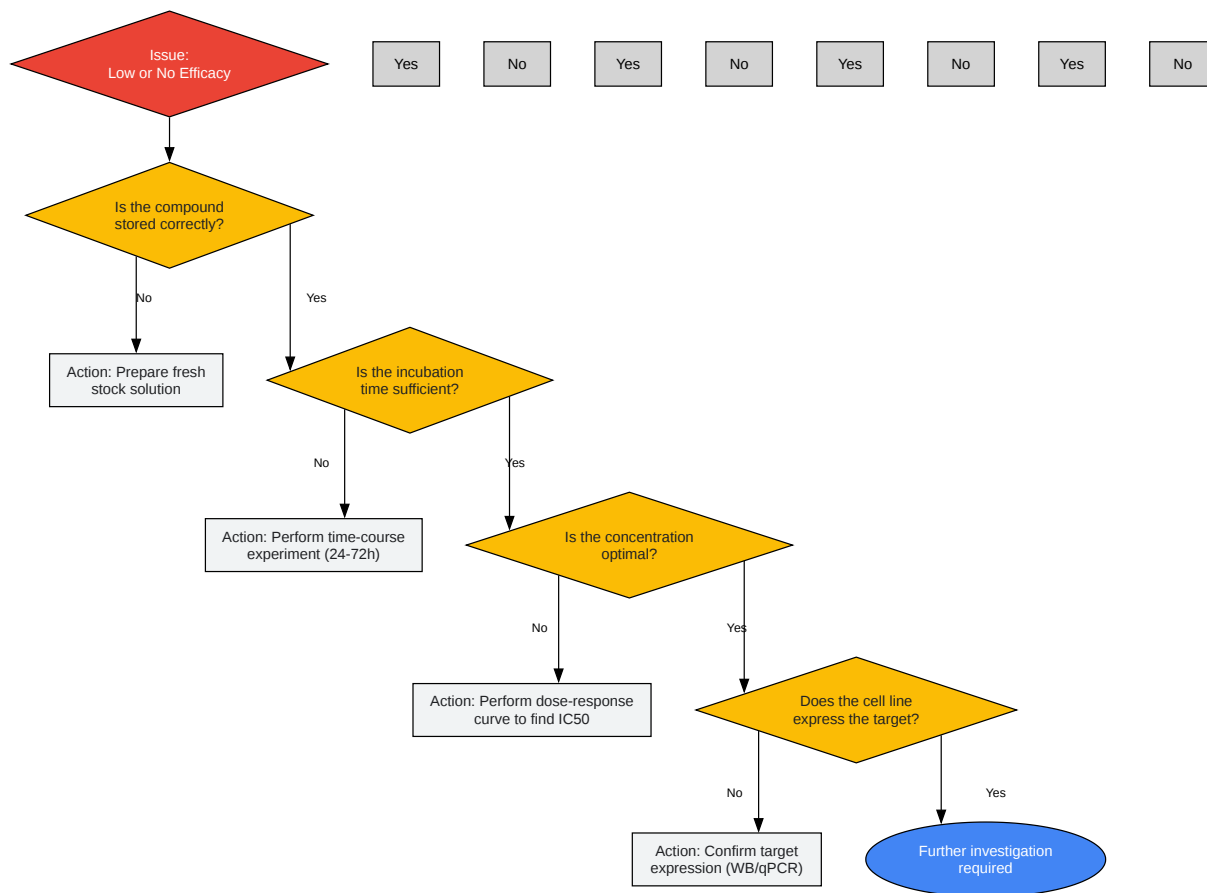 Issue:
Low or No Efficacy
Yes
No
Yes
No
Yes
No
Yes
No
Is the compound
stored correctly?
No
Yes
Action: Prepare fresh
stock solution
Is the incubation
time sufficient?
No
Yes
Action: Perform time-course
experiment (24-72h)
Is the concentration
optimal?
No
Yes
Action: Perform dose-response
curve to find IC50
Does the cell line
express the target?
No
Yes
Action: Confirm target
expression (WB/qPCR)
Further investigation
required